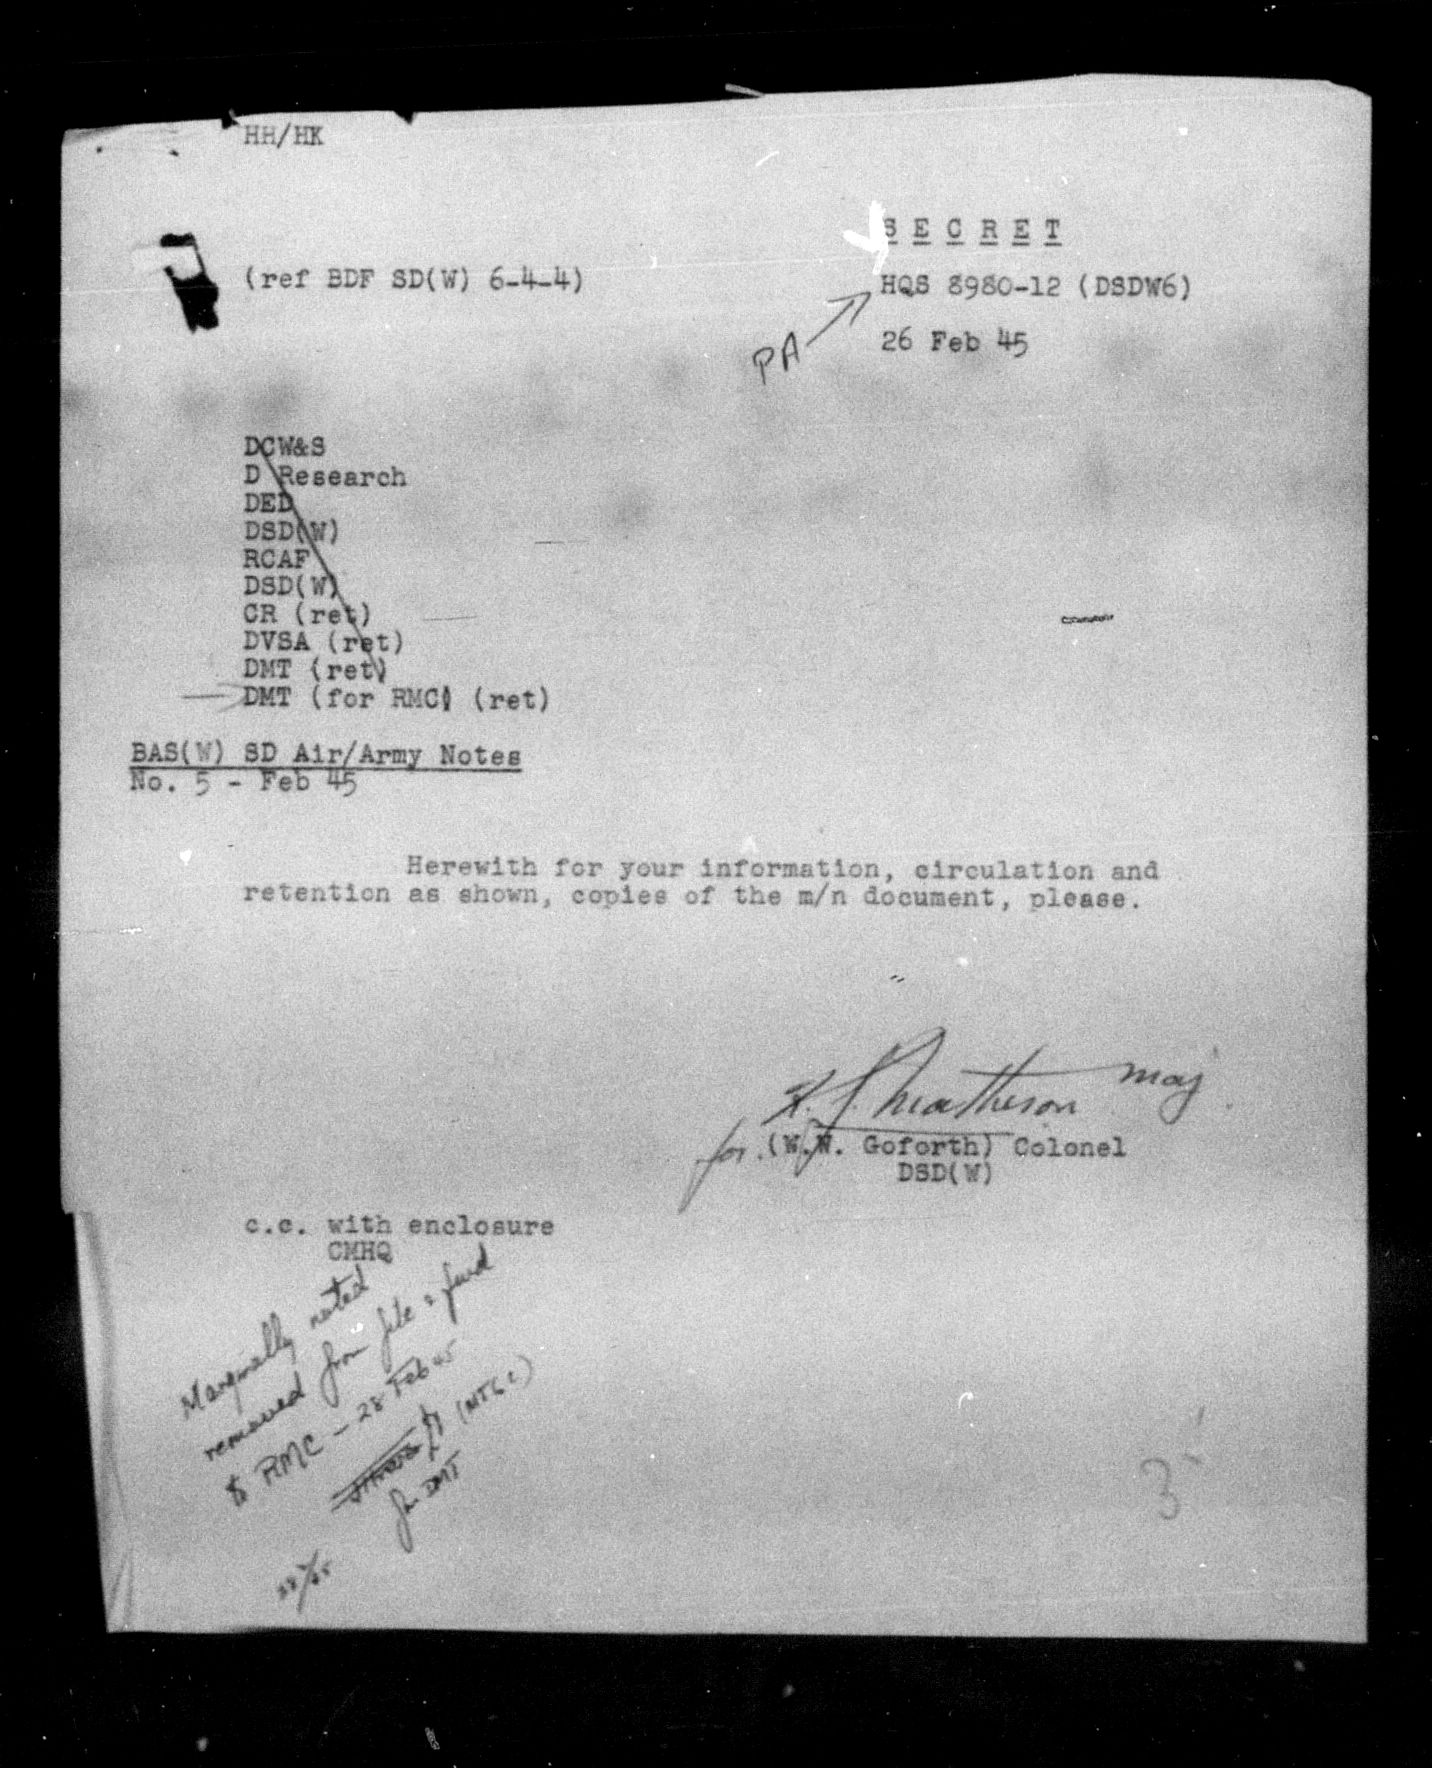 HH/HK
S E C R E T
(ref BDF SD(W) 6-4-4)
HQS 8980-12 (DSDW6)
PA
26 Feb 45
DCW&S
D Research
DED
DSD(W)
RCAF
DSD(W)
CR (ret)
DVSA (ret)
DMT (ret)
DMT (for RMC) (ret)
BAS(W) SD Air/Army Notes
No. 5 - Feb 45
Herewith for your information, circulation and
retention as shown, copies of the m/n document, please.
Matheson Maj
for (W.W. Goforth) Colonel
DSD(W)
c.c. with enclosure
CMHQ
Marginally noted
removed from file & fwd
RMC - 28 Feb 45
for DMT
3